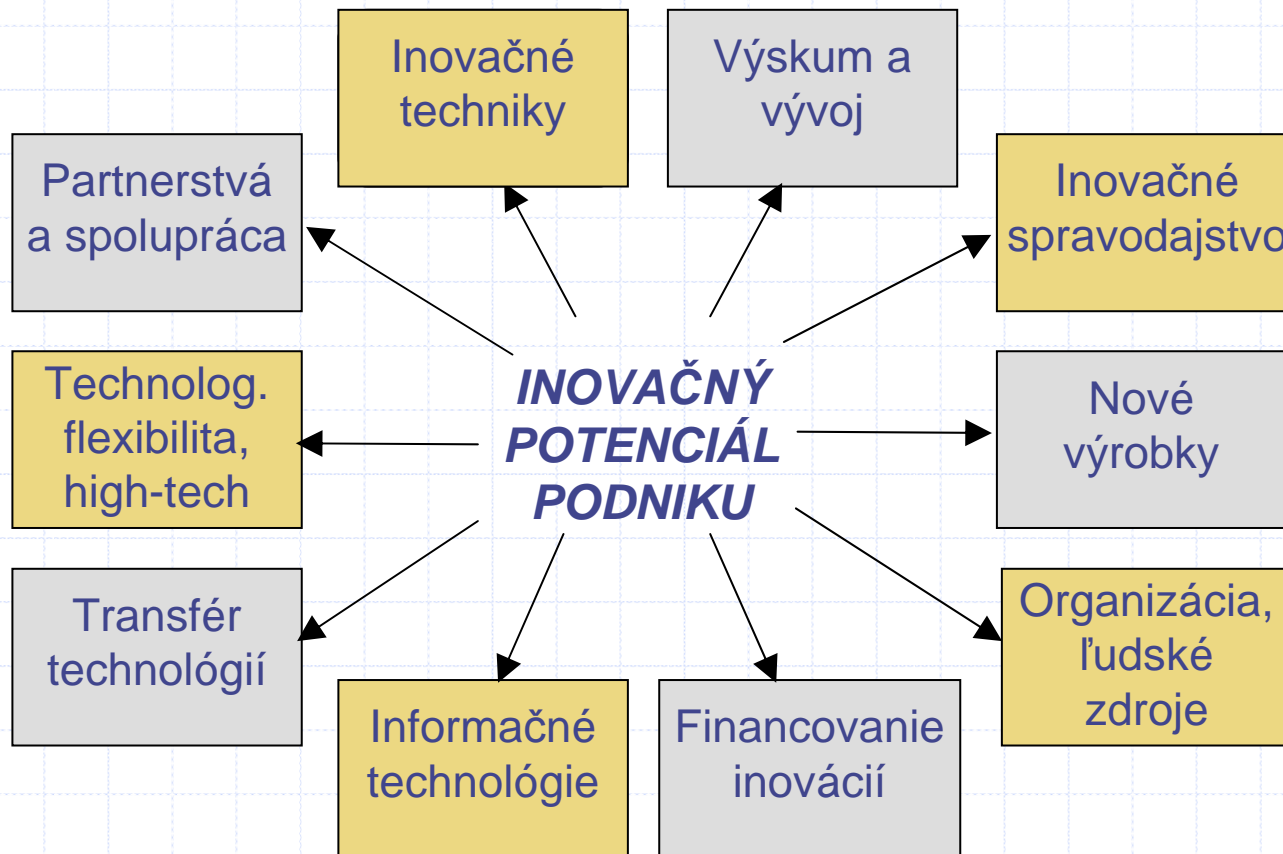 Inovačné
techniky
Výskum a
vývoj
Partnerstvá
a spolupráca
Inovačné
spravodajstvo
INOVAČNÝ
POTENCIÁL
PODNIKU
Technolog.
flexibilita,
high-tech
Nové
výrobky
Transfér
technológií
Organizácia,
ľudské
zdroje
Informačné
technológie
Financovanie
inovácií